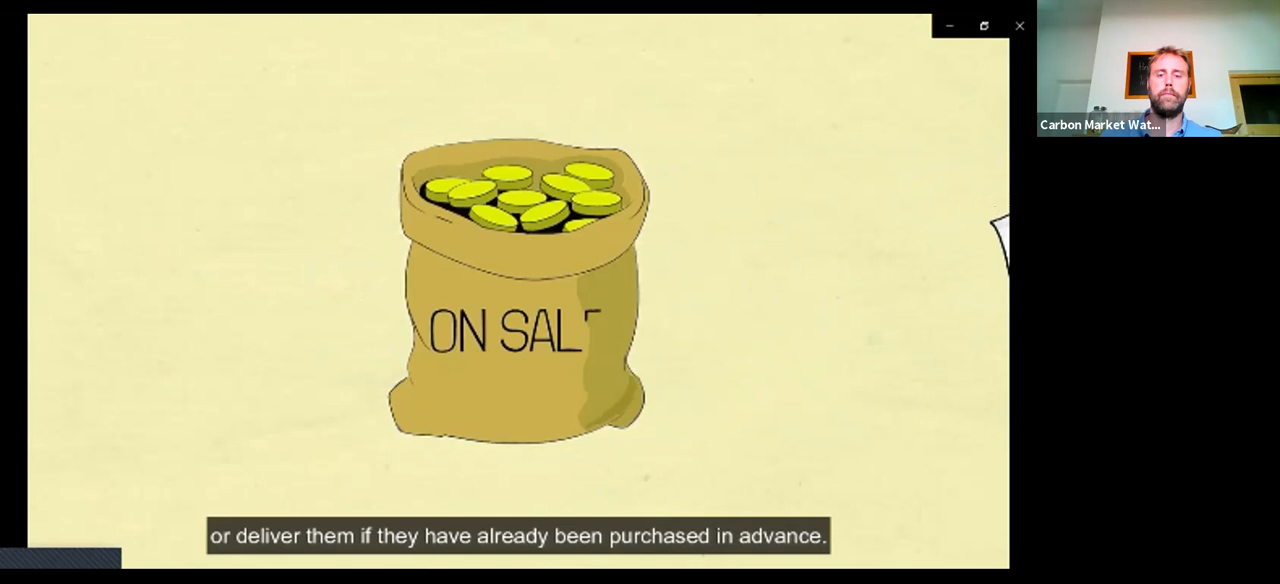 Carbon Market Wat...
ON SAL
or deliver them if they have already been purchased in advance.